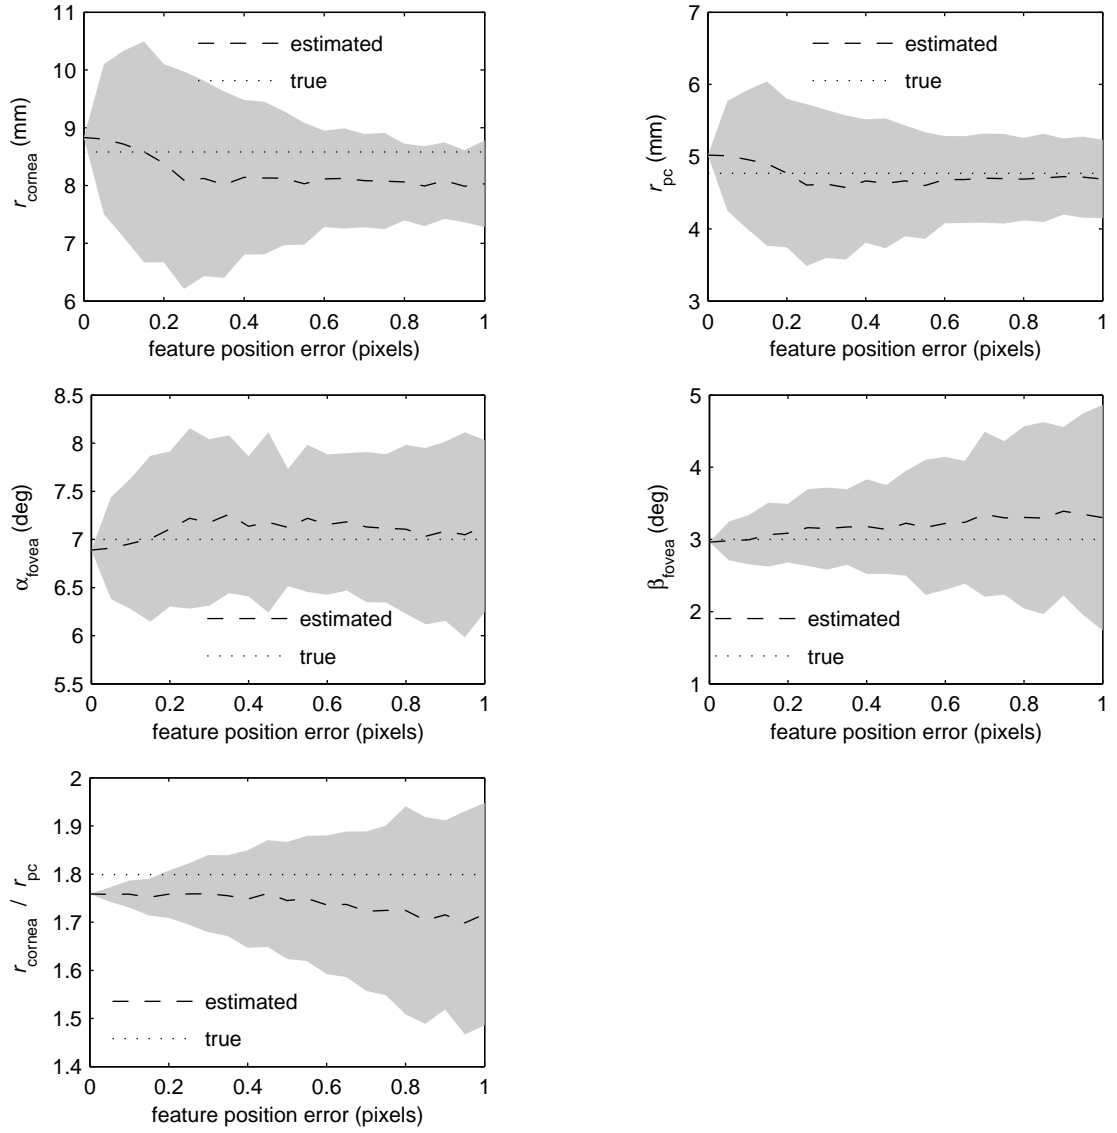 11
10
9
8
7
6
r_cornea (mm)
estimated
true
0 0.2 0.4 0.6 0.8 1
feature position error (pixels)
7
6
5
4
3
r_pc (mm)
estimated
true
0 0.2 0.4 0.6 0.8 1
feature position error (pixels)
8.5
8
7.5
7
6.5
6
5.5
α_fovea (deg)
estimated
true
0 0.2 0.4 0.6 0.8 1
feature position error (pixels)
5
4
3
2
1
β_fovea (deg)
estimated
true
0 0.2 0.4 0.6 0.8 1
feature position error (pixels)
2
1.9
1.8
1.7
1.6
1.5
1.4
r_cornea / r_pc
estimated
true
0 0.2 0.4 0.6 0.8 1
feature position error (pixels)